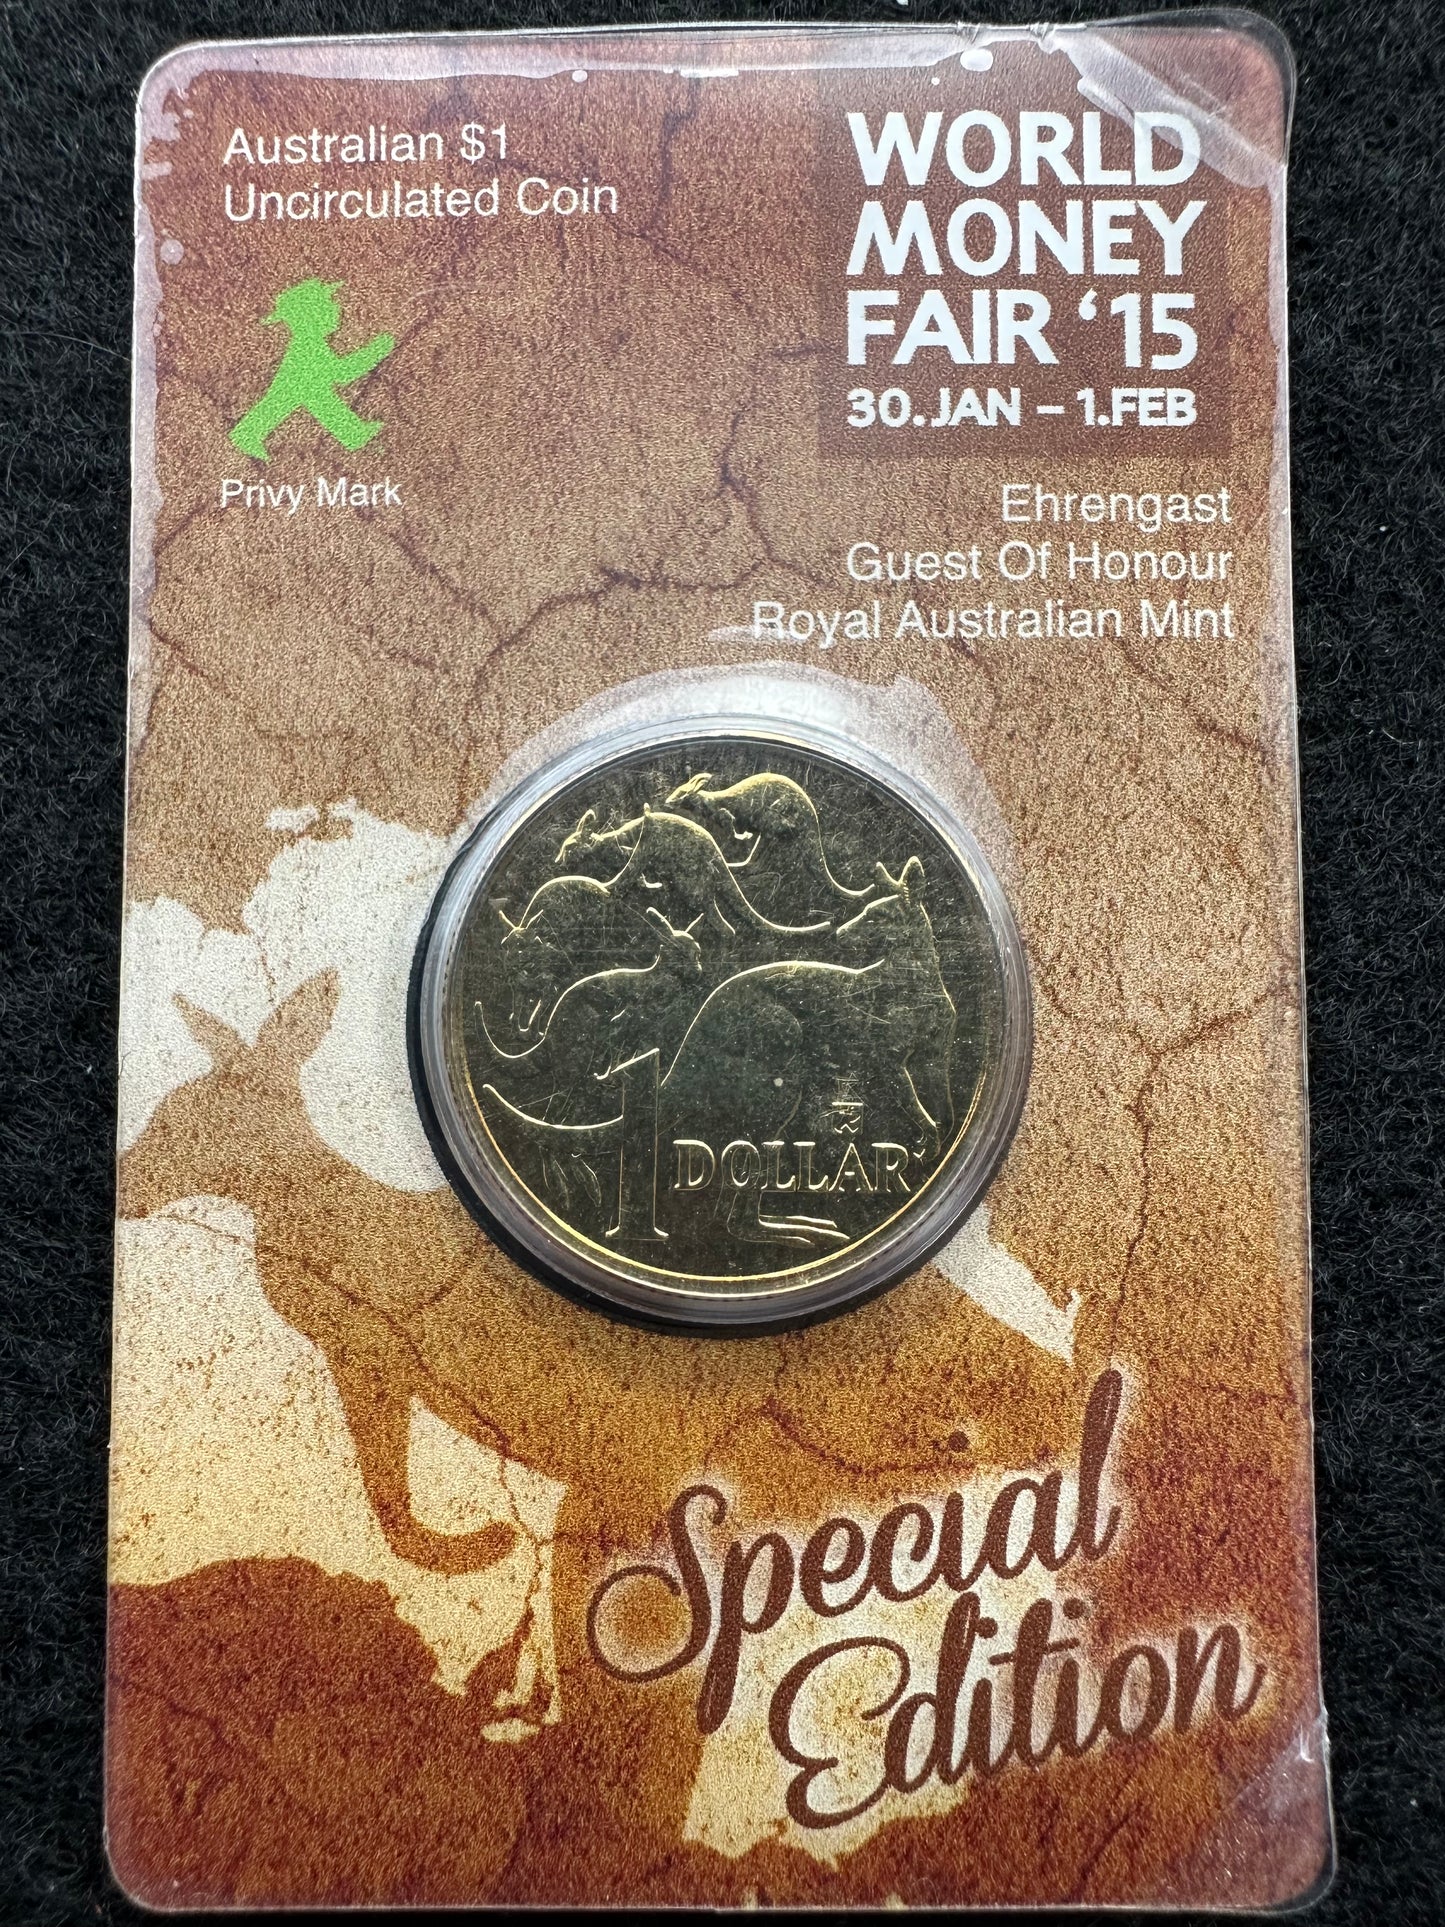 Australian $1
Uncirculated Coin
WORLD
MONEY
FAIR ‘15
30.JAN – 1.FEB
Privy Mark
Ehrengast
Guest Of Honour
Royal Australian Mint
1 DOLLAR
Special
Edition